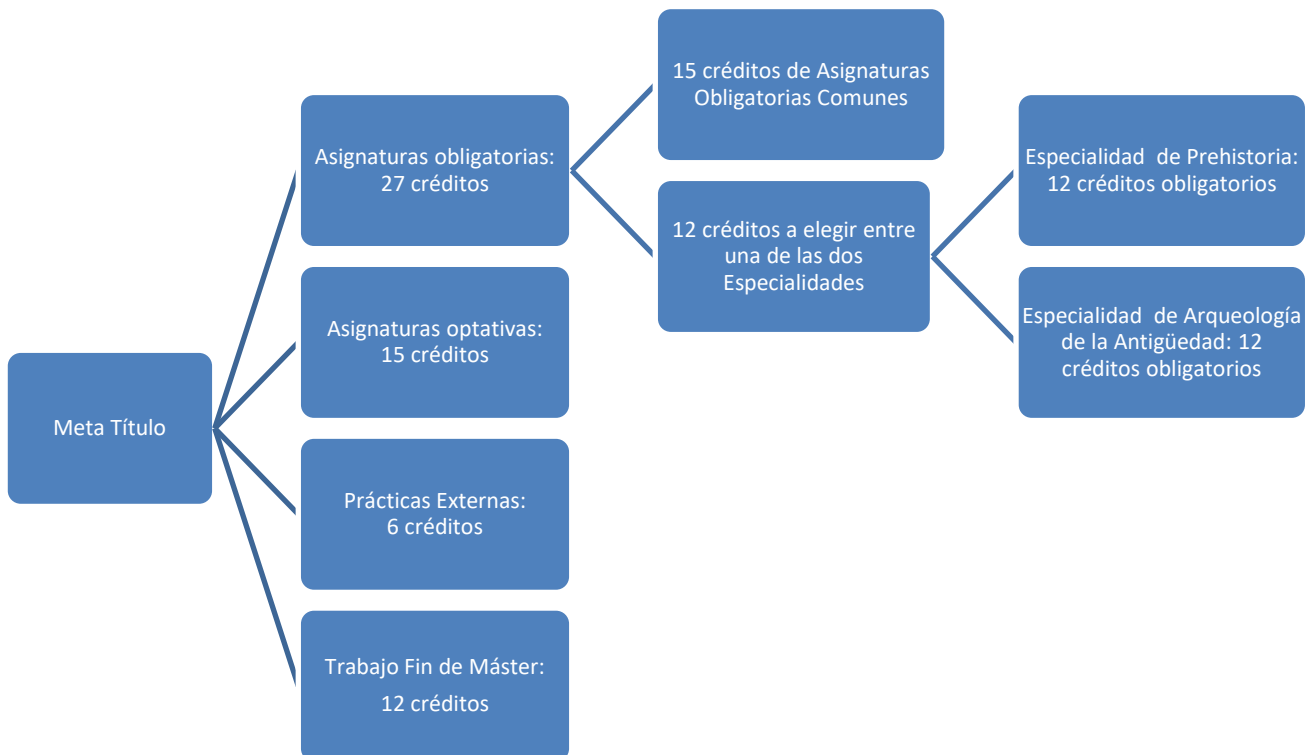 Meta Título
Asignaturas obligatorias:
27 créditos
15 créditos de Asignaturas
Obligatorias Comunes
12 créditos a elegir entre
una de las dos
Especialidades
Especialidad  de Prehistoria:
12 créditos obligatorios
Especialidad  de Arqueología
de la Antigüedad: 12
créditos obligatorios
Asignaturas optativas:
15 créditos
Prácticas Externas:
6 créditos
Trabajo Fin de Máster:
12 créditos